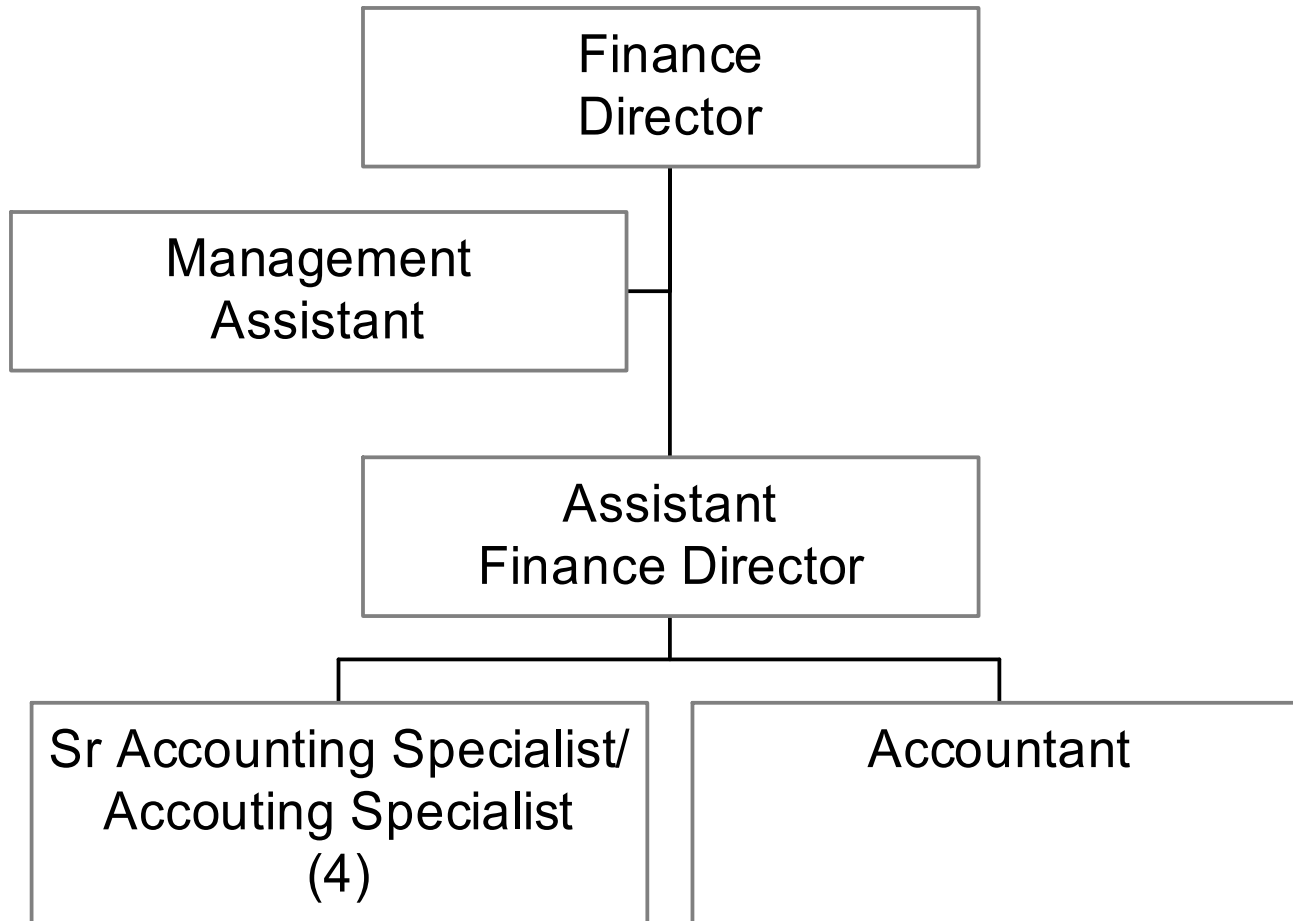 Finance
Director
Management
Assistant
Assistant
Finance Director
Sr Accounting Specialist/
Accouting Specialist
(4)
Accountant